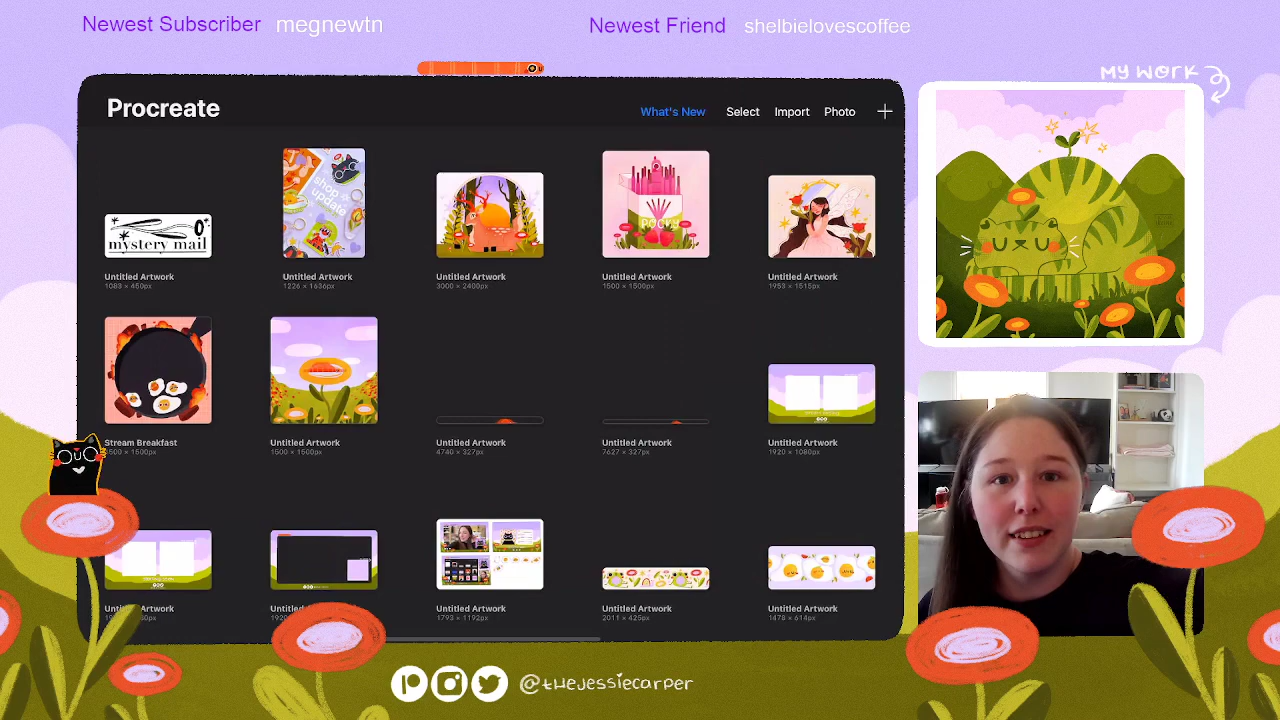 Newest Subscriber megnewtn
Newest Friend shelbielovescoffee
MY WORK
Procreate
What's New Select Import Photo
mystery mail
shop update
POCKY
Untitled Artwork
1083 × 450px
Untitled Artwork
1226 × 1636px
Untitled Artwork
3000 × 2400px
Untitled Artwork
1500 × 1500px
Untitled Artwork
1953 × 1515px
Stream Breakfast
1500px
Untitled Artwork
1500 × 1500px
Untitled Artwork
4740 × 327px
Untitled Artwork
7627 × 327px
Untitled Artwork
1920 × 1080px
Artwork
Untitled Artwork
1793 × 1192px
Untitled Artwork
2011 × 425px
Untitled Artwork
1478 × 614px
@theJessiecarper